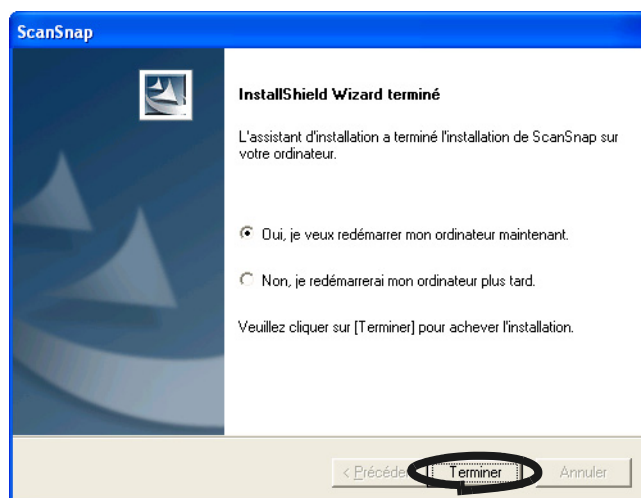 ScanSnap
InstallShield Wizard terminé
L'assistant d'installation a terminé l'installation de ScanSnap sur
votre ordinateur.
Oui, je veux redémarrer mon ordinateur maintenant.
Non, je redémarrerai mon ordinateur plus tard.
Veuillez cliquer sur [Terminer] pour achever l'installation.
< Précéde Terminer Annuler